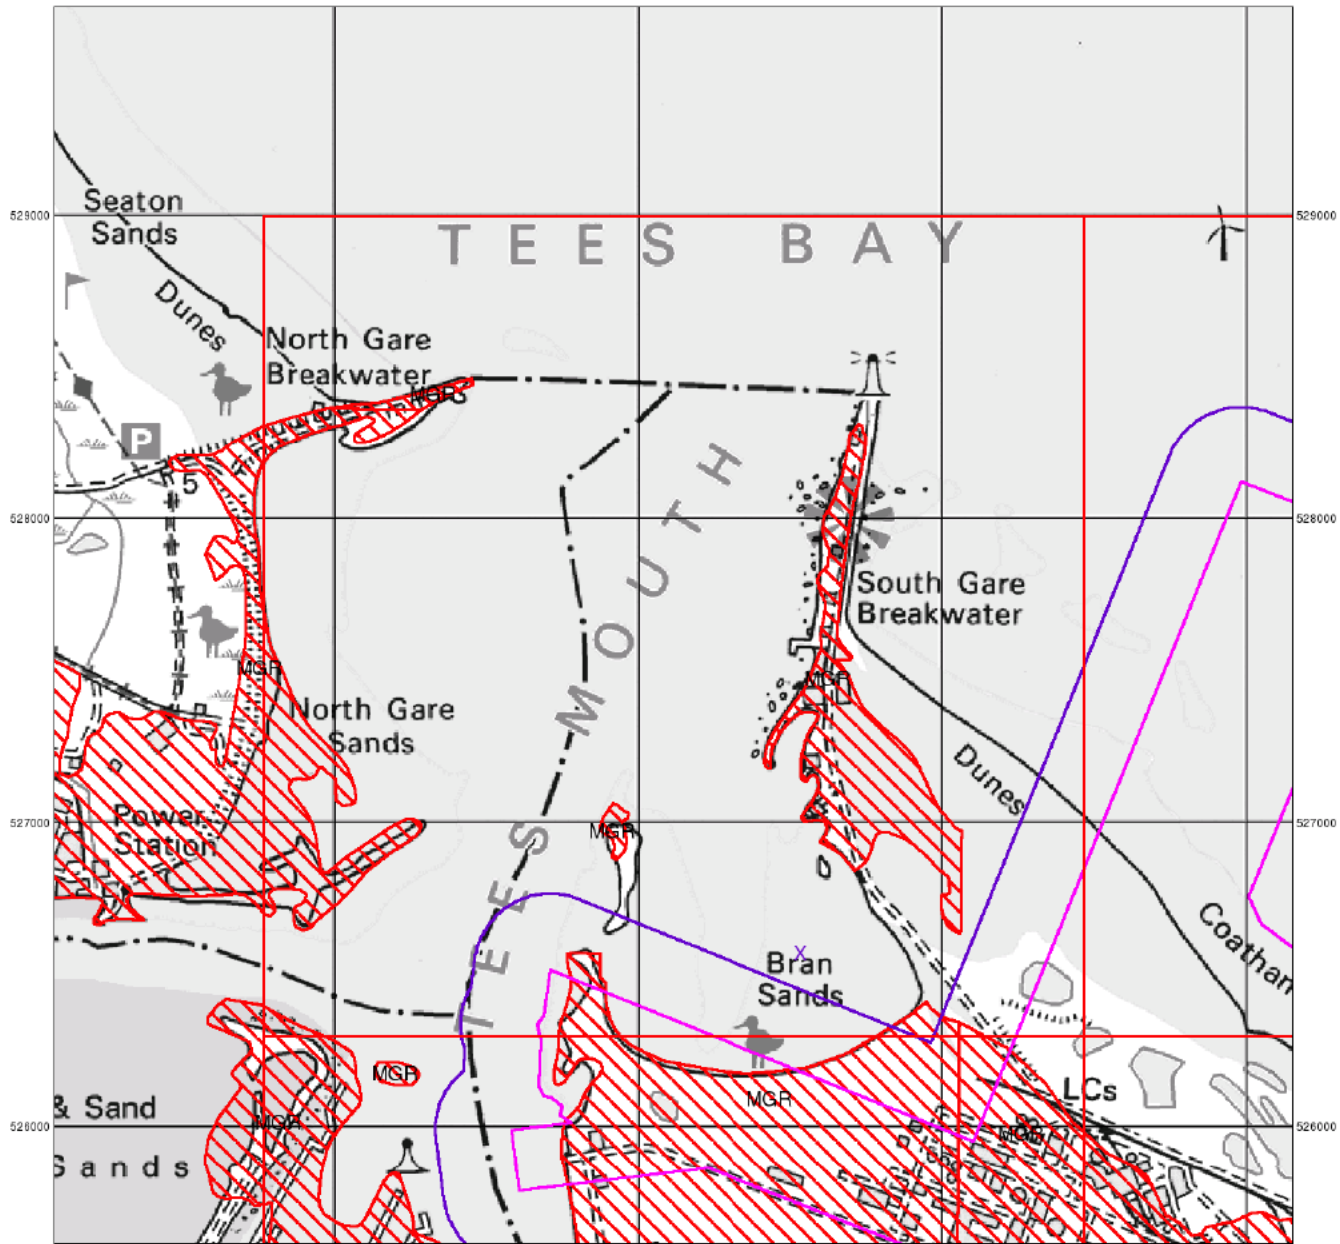 529000
529000
Seaton
Sands
TEES BAY
Dunes
North Gare
Breakwater
MGR
P
5
528000
528000
TEES MOUTH
South Gare
Breakwater
MGR
MGR
North Gare
Sands
Dunes
Power
Station
527000
527000
MGR
Coatham
X
Bran
Sands
MGR
MGR
LCs
& Sand
MGR
MGR
526000
526000
Sands